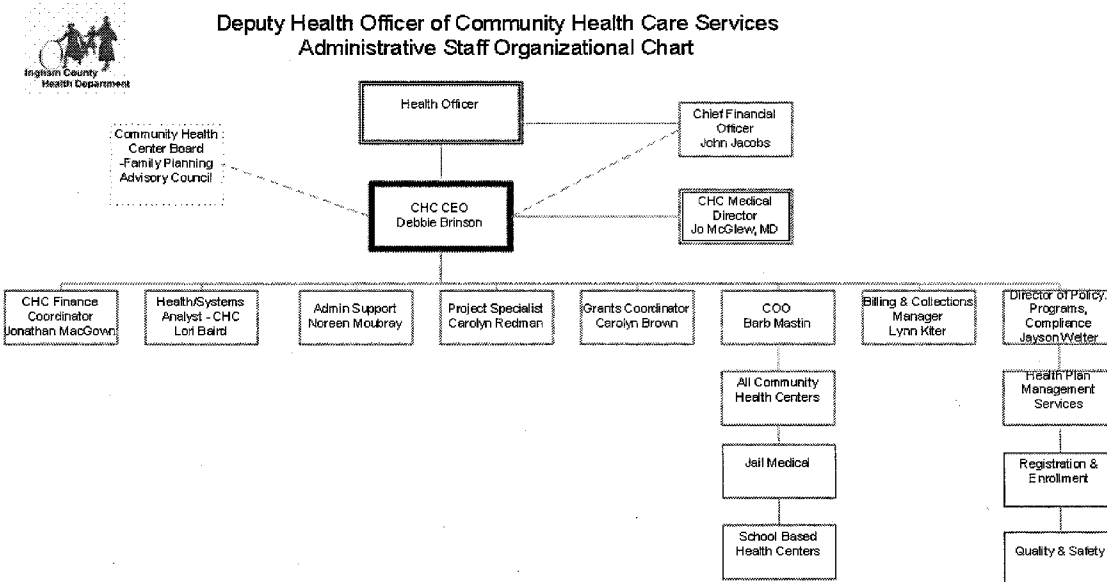 Deputy Health Officer of Community Health Care Services
Administrative Staff Organizational Chart
Ingham County
Health Department
Health Officer
Chief Financial
Officer
John Jacobs
Community Health
Center Board
-Family Planning
Advisory Council
CHC CEO
Debbie Brinson
CHC Medical
Director
Jo McGlew, MD
CHC Finance
Coordinator
Jonathan MacGown
Health/Systems
Analyst - CHC
Lori Baird
Admin Support
Noreen Moubray
Project Specialist
Carolyn Redman
Grants Coordinator
Carolyn Brown
COO
Barb Mastin
Billing & Collections
Manager
Lynn Kiter
Director of Policy,
Programs,
Compliance
Jayson Welter
All Community
Health Centers
Jail Medical
School Based
Health Centers
Health Plan
Management
Services
Registration &
Enrollment
Quality & Safety